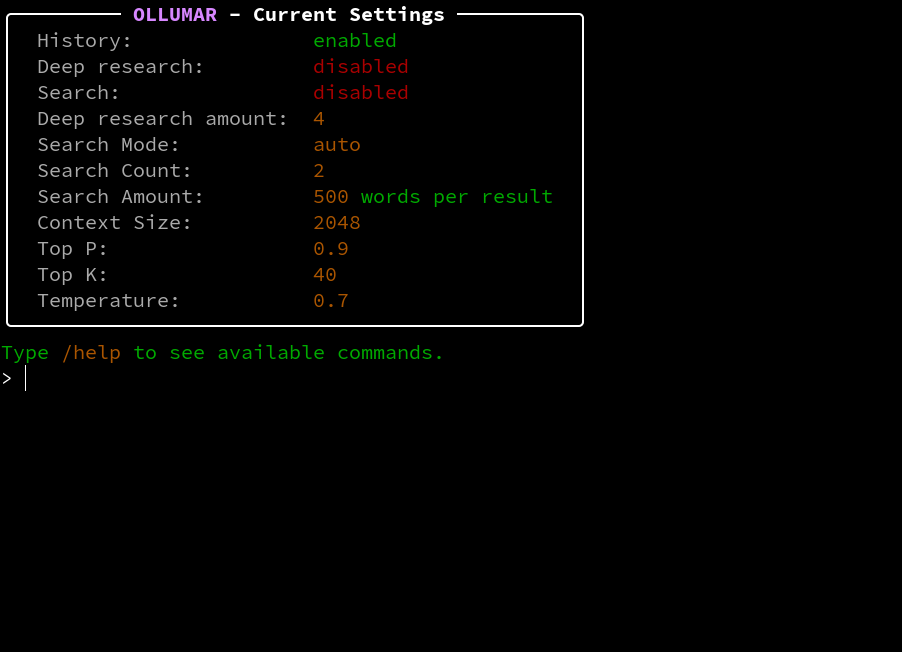 OLLUMAR - Current Settings
History: enabled
Deep research: disabled
Search: disabled
Deep research amount: 4
Search Mode: auto
Search Count: 2
Search Amount: 500 words per result
Context Size: 2048
Top P: 0.9
Top K: 40
Temperature: 0.7
Type /help to see available commands.
>